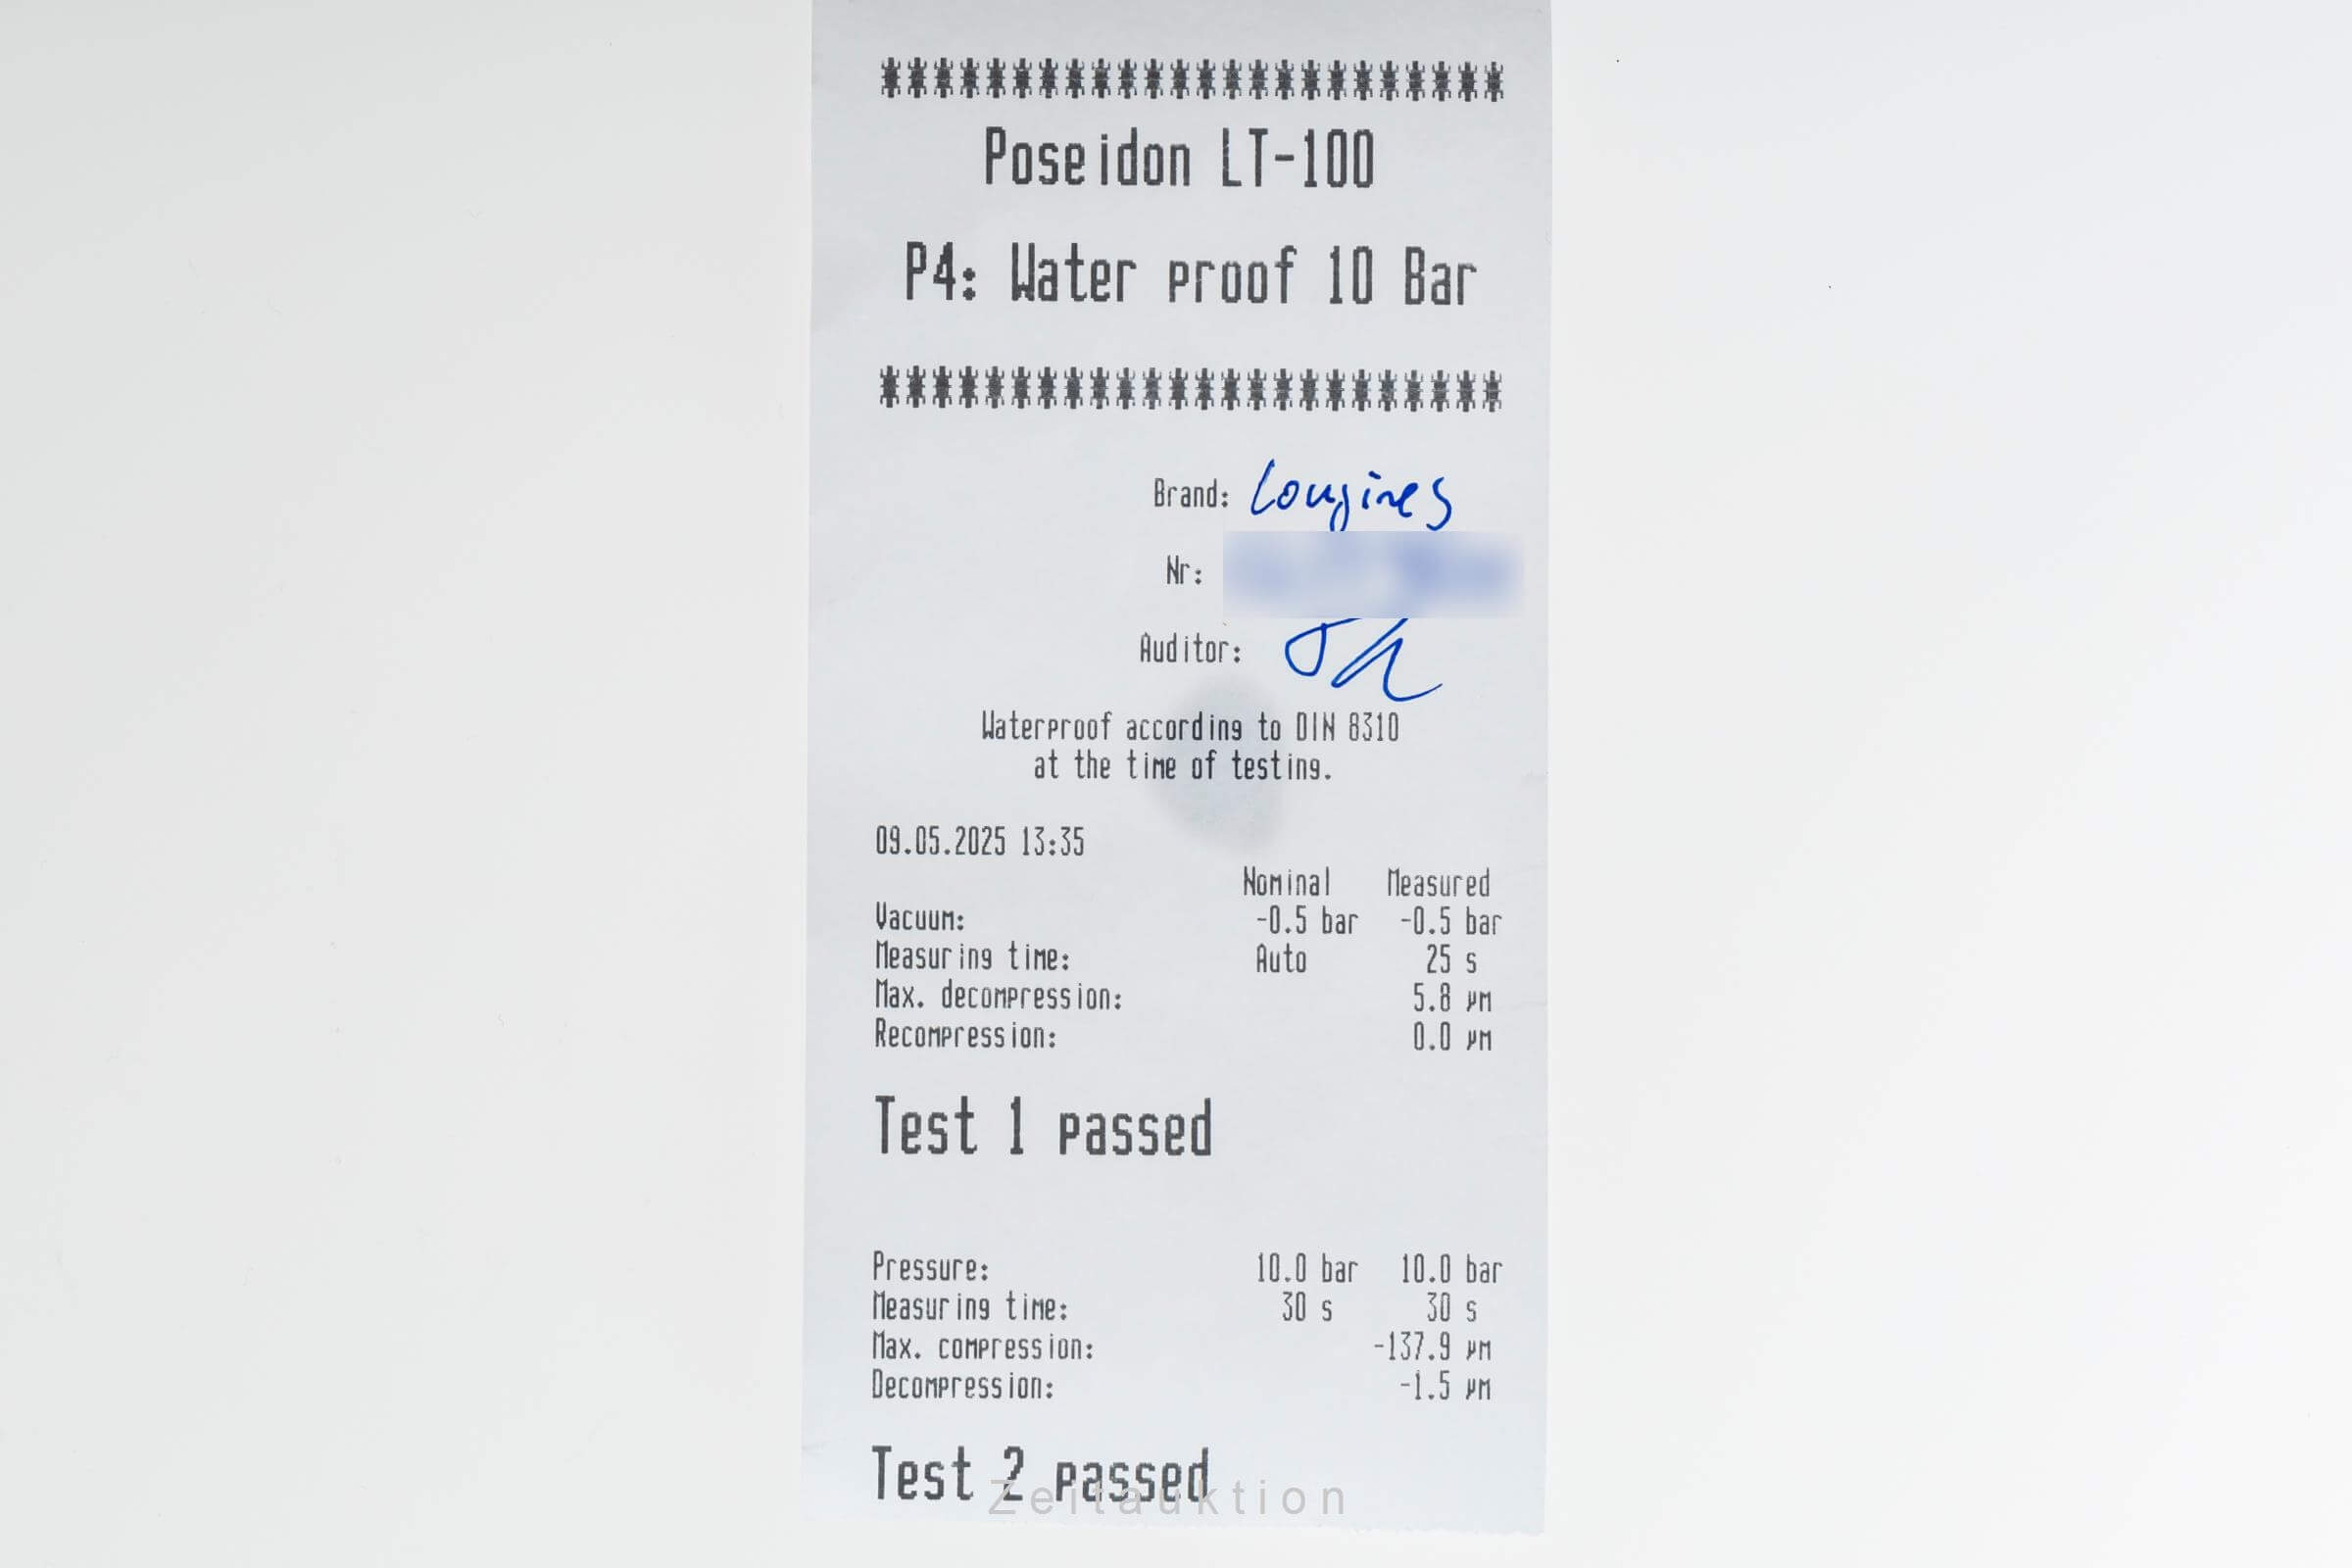 ************************
Poseidon LT-100
P4: Water proof 10 Bar
************************
Brand: Longines
Nr:
Auditor:
Waterproof according to DIN 8310
at the time of testing.
09.05.2025 13:35
Nominal Measured
Vacuum: -0.5 bar -0.5 bar
Measuring time: Auto 25 s
Max. decompression: 5.8 µm
Recompression: 0.0 µm
Test 1 passed
Pressure: 10.0 bar 10.0 bar
Measuring time: 30 s 30 s
Max. compression: -137.9 µm
Decompression: -1.5 µm
Test 2 passed
Zeitauktion